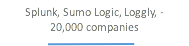 Splunk, Sumo Logic, Loggly, -
20,000 companies